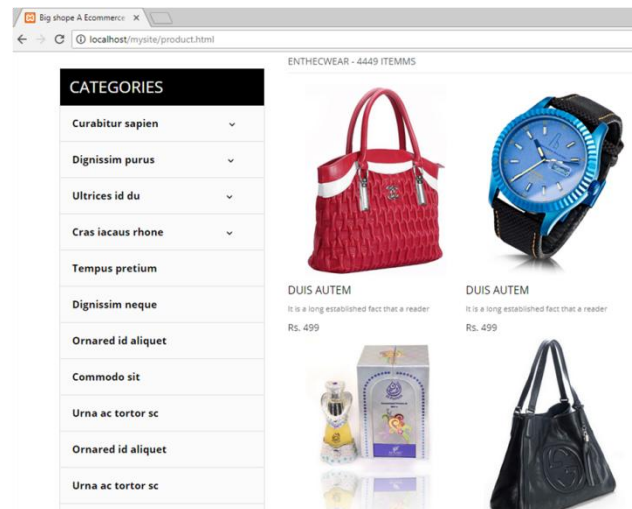 Big shope A Ecommerce
localhost/mysite/product.html
ENTHECWEAR - 4449 ITEMMS
CATEGORIES
Curabitur sapien
Dignissim purus
Ultrices id du
Cras iacaus rhone
Tempus pretium
Dignissim neque
Ornared id aliquet
Commodo sit
Urna ac tortor sc
Ornared id aliquet
Urna ac tortor sc
DUIS AUTEM
It is a long established fact that a reader
Rs. 499
DUIS AUTEM
It is a long established fact that a reader
Rs. 499